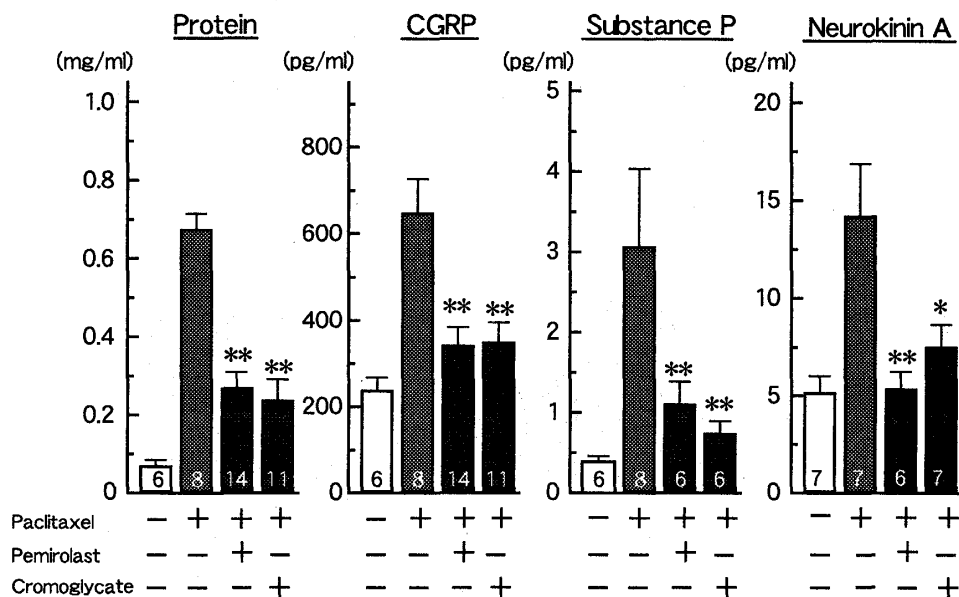 Protein CGRP Substance P Neurokinin A
(mg/ml) (pg/ml) (pg/ml) (pg/ml)
1.0 0.8 0.6 0.4 0.2 0
800 600 400 200 0
5 4 3 2 1 0
20 15 10 5 0
** ** ** ** ** ** ** *
6 8 14 11 6 8 14 11 6 8 6 6 7 7 6 7
Paclitaxel − + + + − + + + − + + + − + + +
Pemirolast − − + − − − + − − − + − − − + −
Cromoglycate − − − + − − − + − − − + − − − +